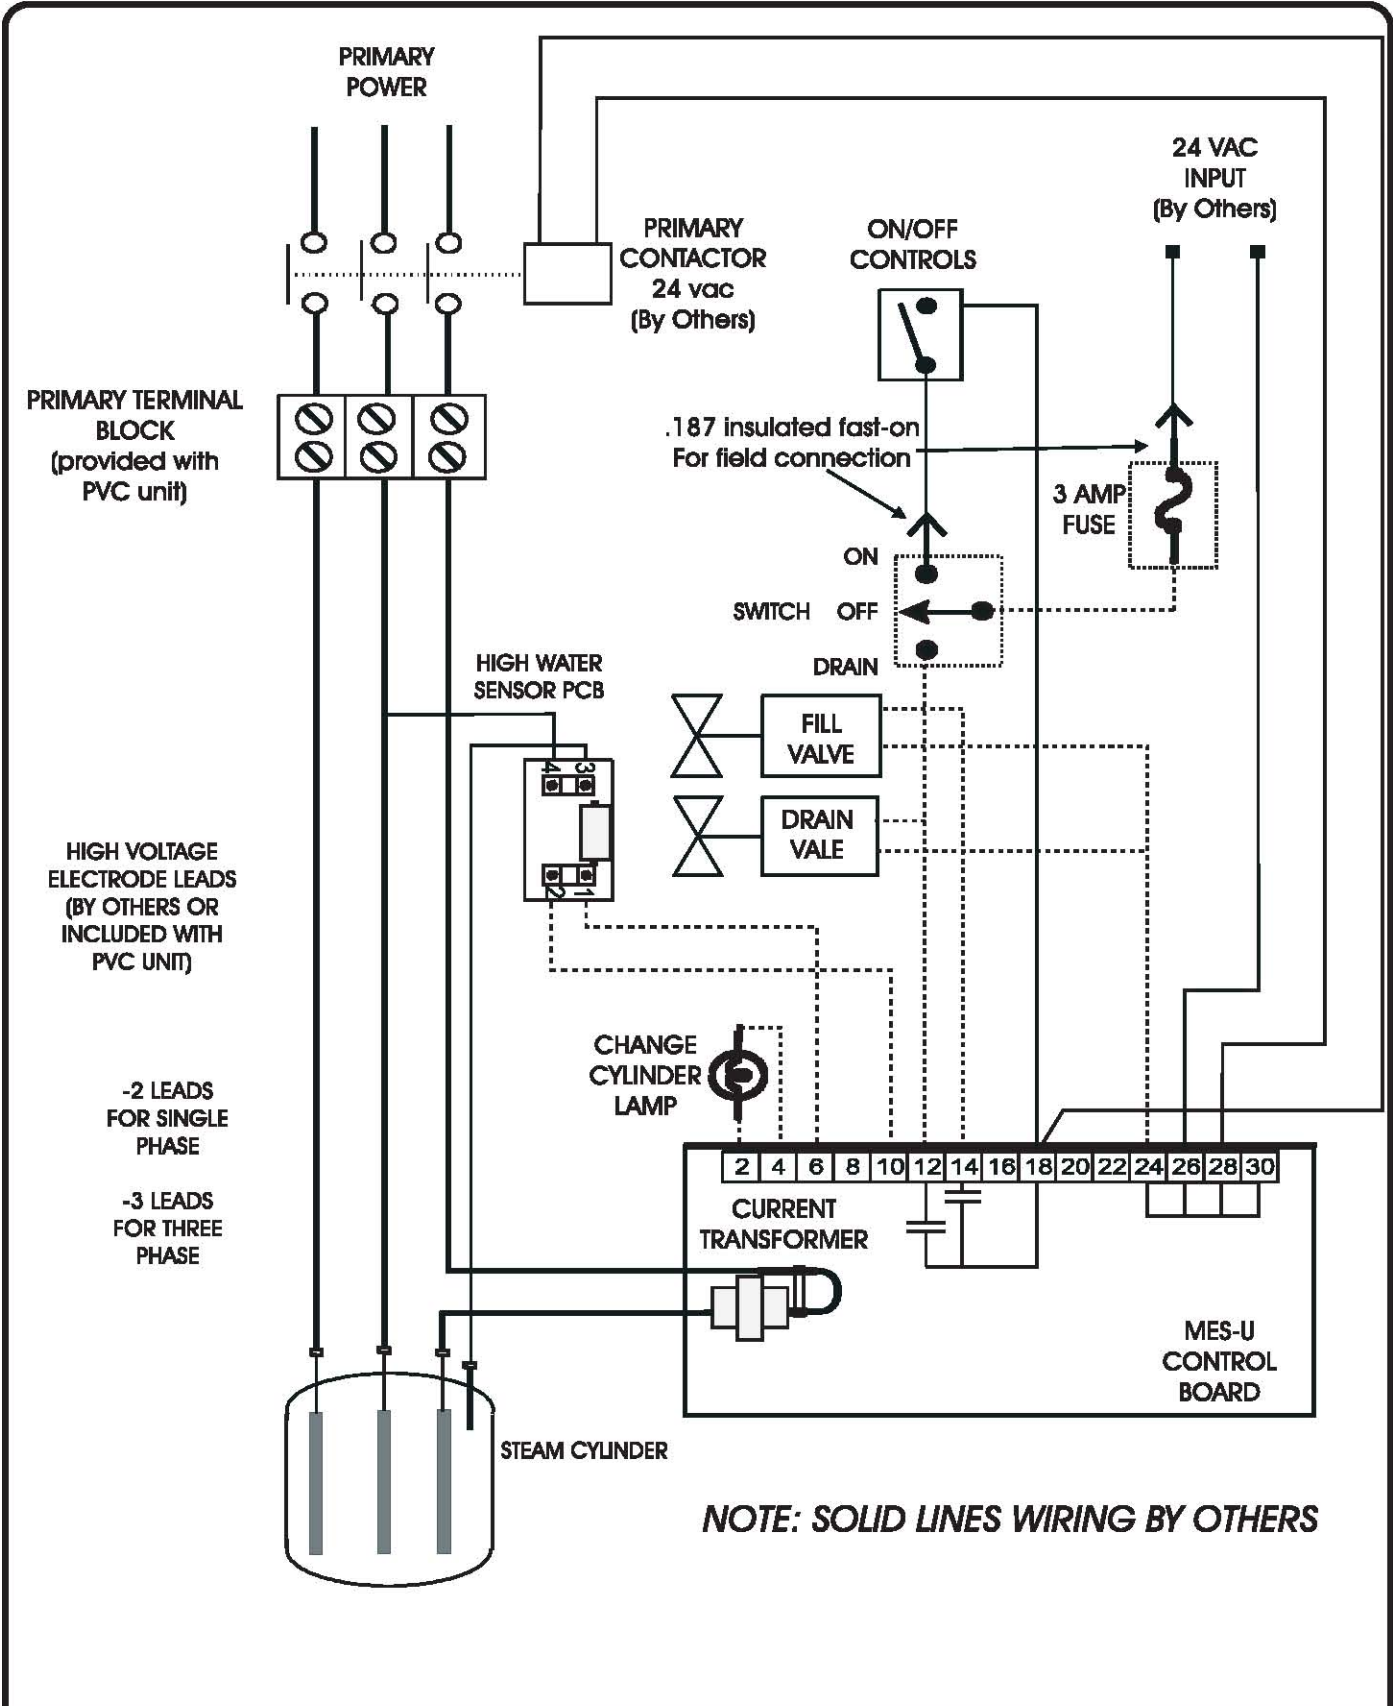 PRIMARY
POWER
24 VAC
INPUT
(By Others)
PRIMARY
CONTACTOR
24 vac
(By Others)
ON/OFF
CONTROLS
PRIMARY TERMINAL
BLOCK
(provided with
PVC unit)
.187 insulated fast-on
For field connection
3 AMP
FUSE
ON
SWITCH OFF
DRAIN
HIGH WATER
SENSOR PCB
4 3
2 1
FILL
VALVE
DRAIN
VALE
HIGH VOLTAGE
ELECTRODE LEADS
(BY OTHERS OR
INCLUDED WITH
PVC UNIT)
CHANGE
CYLINDER
LAMP
-2 LEADS
FOR SINGLE
PHASE
-3 LEADS
FOR THREE
PHASE
2 4 6 8 10 12 14 16 18 20 22 24 26 28 30
CURRENT
TRANSFORMER
MES-U
CONTROL
BOARD
STEAM CYLINDER
NOTE: SOLID LINES WIRING BY OTHERS